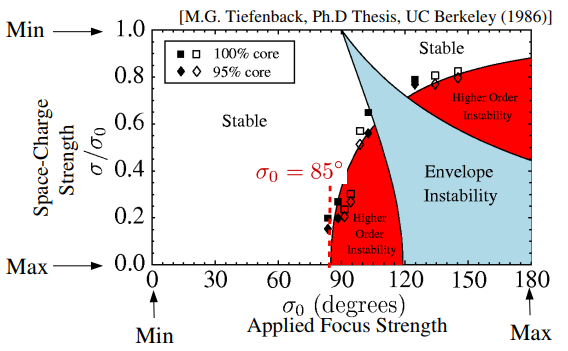 [M.G. Tiefenback, Ph.D Thesis, UC Berkeley (1986)]
Min
1.0
0.8
0.6
0.4
0.2
0.0
Max
Space-Charge
Strength
σ/σ₀
100% core
95% core
Stable
Stable
Higher Order
Instability
σ₀ = 85°
Envelope
Instability
Higher
Order
Instability
0 30 60 90 120 150 180
σ₀ (degrees)
Applied Focus Strength
Min
Max